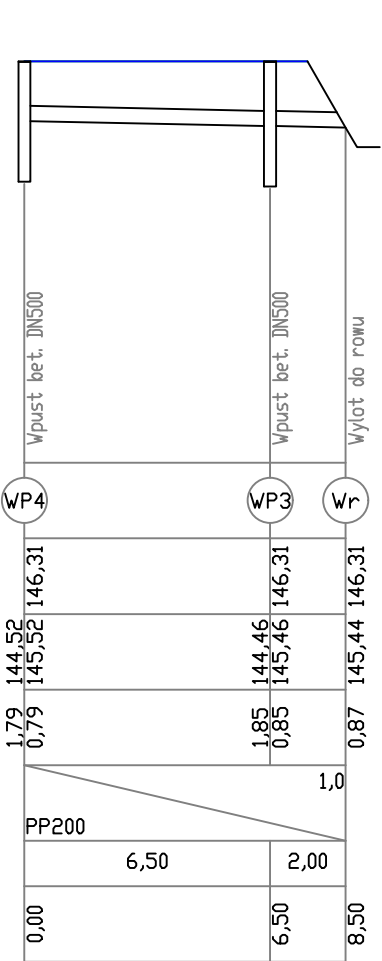 Wpust bet. DN500
Wpust bet. DN500
Wylot do rowu
WP4
WP3
Wr
146,31
146,31
146,31
144,52
145,52
144,46
145,46
145,44
1,79
0,79
1,85
0,85
0,87
1,0
PP200
6,50
2,00
0,00
6,50
8,50